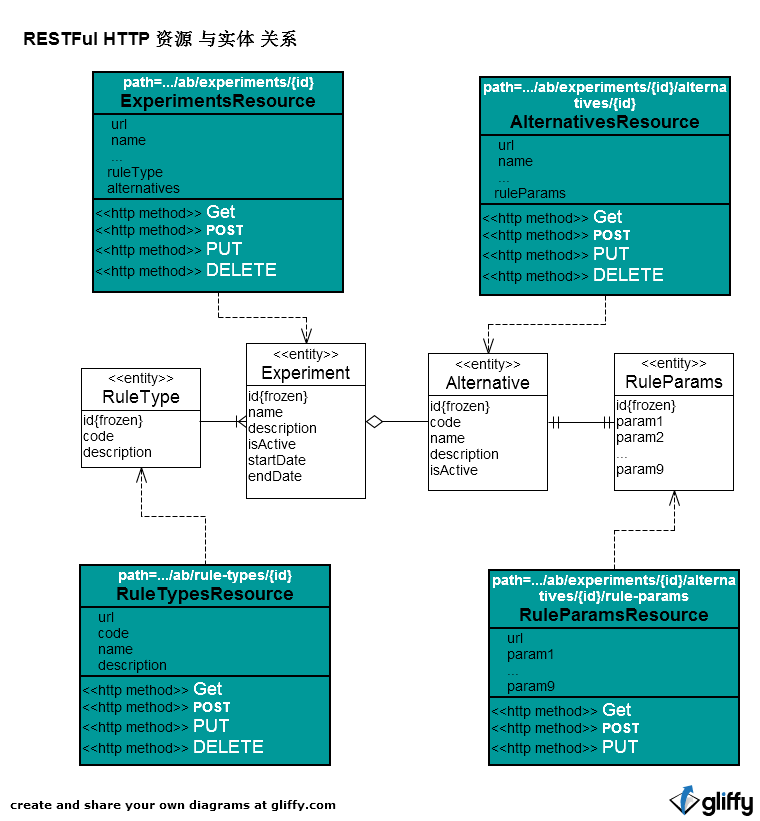 RESTFul HTTP 资源 与实体 关系
path=.../ab/experiments/{id}
ExperimentsResource
url
name
...
ruleType
alternatives
<<http method>> Get
<<http method>> POST
<<http method>> PUT
<<http method>> DELETE
path=.../ab/experiments/{id}/alterna
tives/{id}
AlternativesResource
url
name
...
ruleParams
<<http method>> Get
<<http method>> POST
<<http method>> PUT
<<http method>> DELETE
<<entity>>
RuleType
id{frozen}
code
description
<<entity>>
Experiment
id{frozen}
name
description
isActive
startDate
endDate
<<entity>>
Alternative
id{frozen}
code
name
description
isActive
<<entity>>
RuleParams
id{frozen}
param1
param2
...
param9
path=.../ab/rule-types/{id}
RuleTypesResource
url
code
name
description
<<http method>> Get
<<http method>> POST
<<http method>> PUT
<<http method>> DELETE
path=.../ab/experiments/{id}/alterna
tives/{id}/rule-params
RuleParamsResource
url
param1
...
param9
<<http method>> Get
<<http method>> POST
<<http method>> PUT
create and share your own diagrams at gliffy.com
gliffy